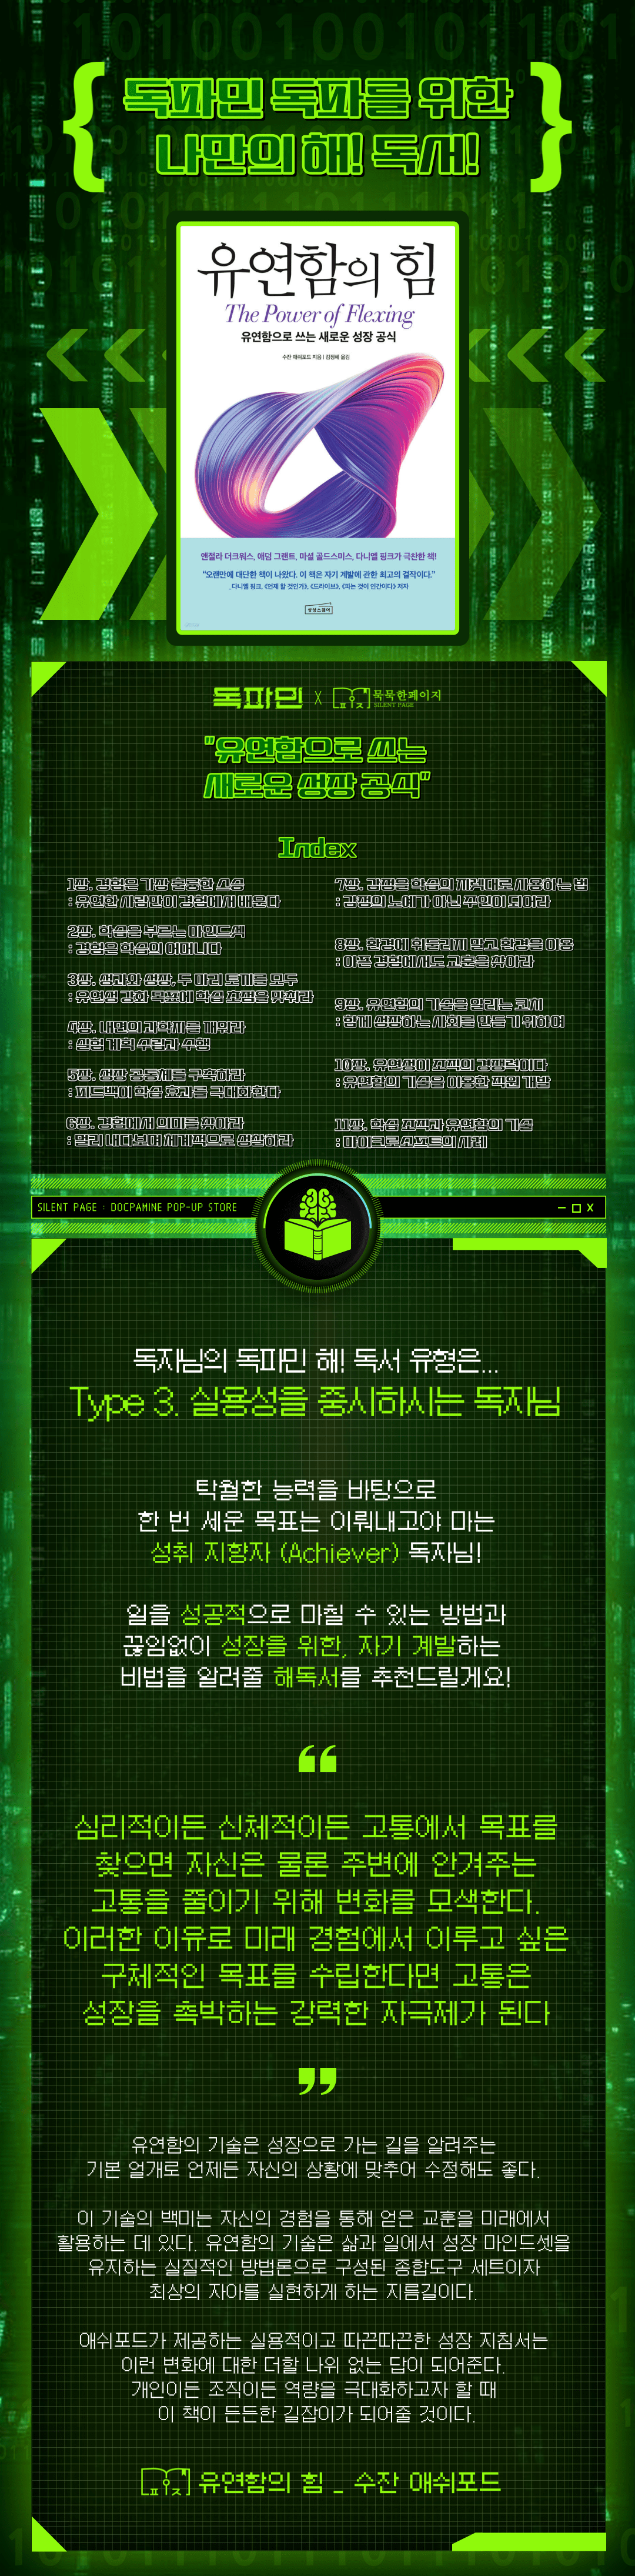 독파민 독파를 위한
나만의 해! 독서!
유연함의 힘
The Power of Flexing
유연함으로 쓰는 새로운 성장 공식
수잔 애쉬포드 지음 | 김정혜 옮김
앤절라 더크워스, 애덤 그랜트, 마셜 골드스미스, 다니엘 핑크가 극찬한 책!
"오랜만에 대단한 책이 나왔다. 이 책은 자기 계발에 관한 최고의 걸작이다."
_다니엘 핑크, 《언제 할 것인가》, 《드라이브》, 《파는 것이 인간이다》 저자
상상스퀘어
독파민 X 묵묵한페이지
SILENT PAGE
"유연함으로 쓰는
새로운 성장 공식"
Index
1장. 경험은 가장 훌륭한 스승
: 유연한 사람만이 경험에서 배운다
2장. 학습을 부르는 마인드셋
: 경험은 학습의 어머니다
3장. 성과와 성장, 두 마리 토끼를 모두
: 유연성 강화 목표에 학습 초점을 맞춰라
4장. 내면의 과학자를 깨워라
: 실험 계획 수립과 수행
5장. 성장 공동체를 구축하라
: 피드백이 학습 효과를 극대화한다
6장. 경험에서 의미를 찾아라
: 멀리 내다보며 체계적으로 성찰하라
7장. 감정을 학습의 지렛대로 사용하는 법
: 감정의 노예가 아닌 주인이 되어라
8장. 환경에 휘둘리지 말고 환경을 이용
: 아픈 경험에서도 교훈을 찾아라
9장. 유연함의 기술을 알리는 코치
: 함께 성장하는 사회를 만들기 위하여
10장. 유연성이 조직의 경쟁력이다
: 유연함의 기술을 이용한 직원 개발
11장. 학습 조직과 유연함의 기술
: 마이크로소프트의 사례
SILENT PAGE : DOCPAMINE POP-UP STORE
독자님의 독파민 해! 독서 유형은...
Type 3. 실용성을 중시하시는 독자님
탁월한 능력을 바탕으로
한 번 세운 목표는 이뤄내고야 마는
성취 지향자 (Achiever) 독자님!
일을 성공적으로 마칠 수 있는 방법과
끊임없이 성장을 위한, 자기 계발하는
비법을 알려줄 해독서를 추천드릴게요!
“
심리적이든 신체적이든 고통에서 목표를
찾으면 자신은 물론 주변에 안겨주는
고통을 줄이기 위해 변화를 모색한다.
이러한 이유로 미래 경험에서 이루고 싶은
구체적인 목표를 수립한다면 고통은
성장을 촉박하는 강력한 자극제가 된다
”
유연함의 기술은 성장으로 가는 길을 알려주는
기본 얼개로 언제든 자신의 상황에 맞추어 수정해도 좋다.
이 기술의 백미는 자신의 경험을 통해 얻은 교훈을 미래에서
활용하는 데 있다. 유연함의 기술은 삶과 일에서 성장 마인드셋을
유지하는 실질적인 방법론으로 구성된 종합도구 세트이자
최상의 자아를 실현하게 하는 지름길이다.
애쉬포드가 제공하는 실용적이고 따끈따끈한 성장 지침서는
이런 변화에 대한 더할 나위 없는 답이 되어준다.
개인이든 조직이든 역량을 극대화하고자 할 때
이 책이 든든한 길잡이가 되어줄 것이다.
유연함의 힘 _ 수잔 애쉬포드